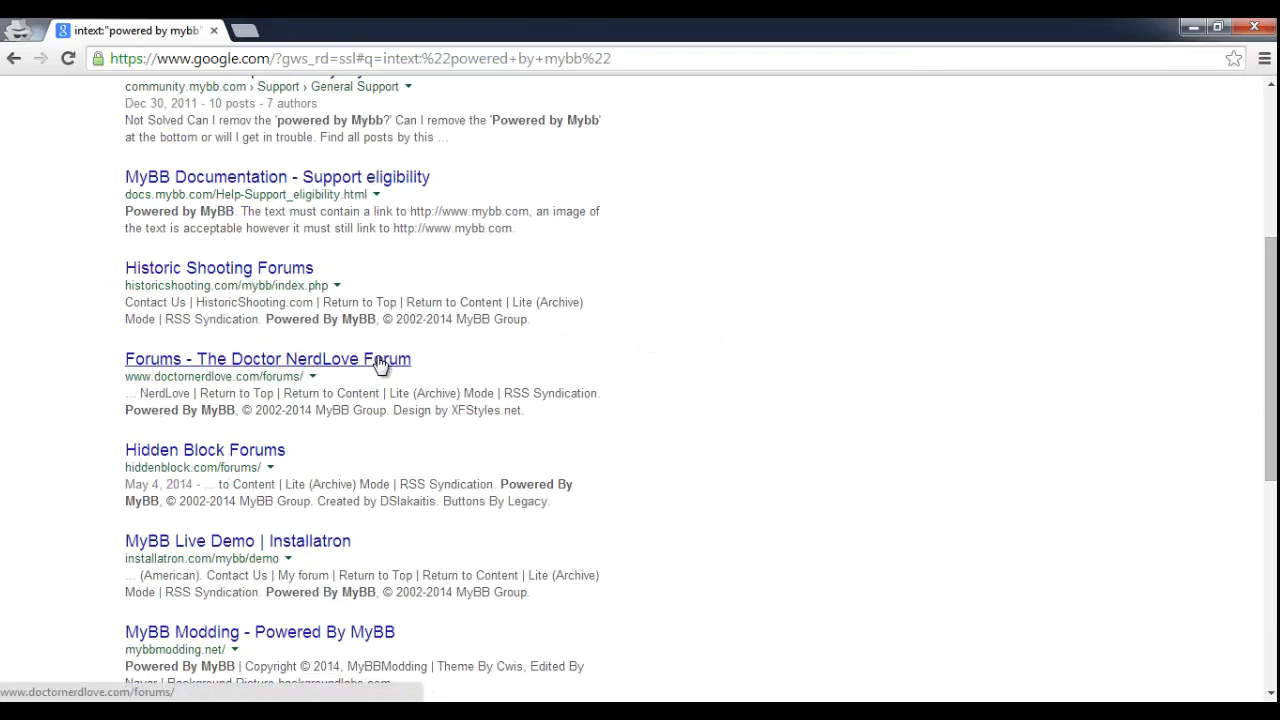 intext:"powered by mybb"
https://www.google.com/?gws_rd=ssl#q=intext:%22powered+by+mybb%22
community.mybb.com › Support › General Support
Dec 30, 2011 - 10 posts - 7 authors
Not Solved Can I remov the 'powered by Mybb?' Can I remove the 'Powered by Mybb'
at the bottom or will I get in trouble. Find all posts by this ...
MyBB Documentation - Support eligibility
docs.mybb.com/Help-Support_eligibility.html
Powered by MyBB. The text must contain a link to http://www.mybb.com, an image of
the text is acceptable however it must still link to http://www.mybb.com.
Historic Shooting Forums
historicshooting.com/mybb/index.php
Contact Us | HistoricShooting.com | Return to Top | Return to Content | Lite (Archive)
Mode | RSS Syndication. Powered By MyBB, © 2002-2014 MyBB Group.
Forums - The Doctor NerdLove Forum
www.doctornerdlove.com/forums/
... NerdLove | Return to Top | Return to Content | Lite (Archive) Mode | RSS Syndication.
Powered By MyBB, © 2002-2014 MyBB Group. Design by XFStyles.net.
Hidden Block Forums
hiddenblock.com/forums/
May 4, 2014 - ... to Content | Lite (Archive) Mode | RSS Syndication. Powered By
MyBB, © 2002-2014 MyBB Group. Created by DSlakaitis. Buttons By Legacy.
MyBB Live Demo | Installatron
installatron.com/mybb/demo
... (American). Contact Us | My forum | Return to Top | Return to Content | Lite (Archive)
Mode | RSS Syndication. Powered By MyBB, © 2002-2014 MyBB Group.
MyBB Modding - Powered By MyBB
mybbmodding.net/
Powered By MyBB | Copyright © 2014, MyBBModding | Theme By Cwis, Edited By
Nayar | Background Picture backgroundlabs.com
www.doctornerdlove.com/forums/